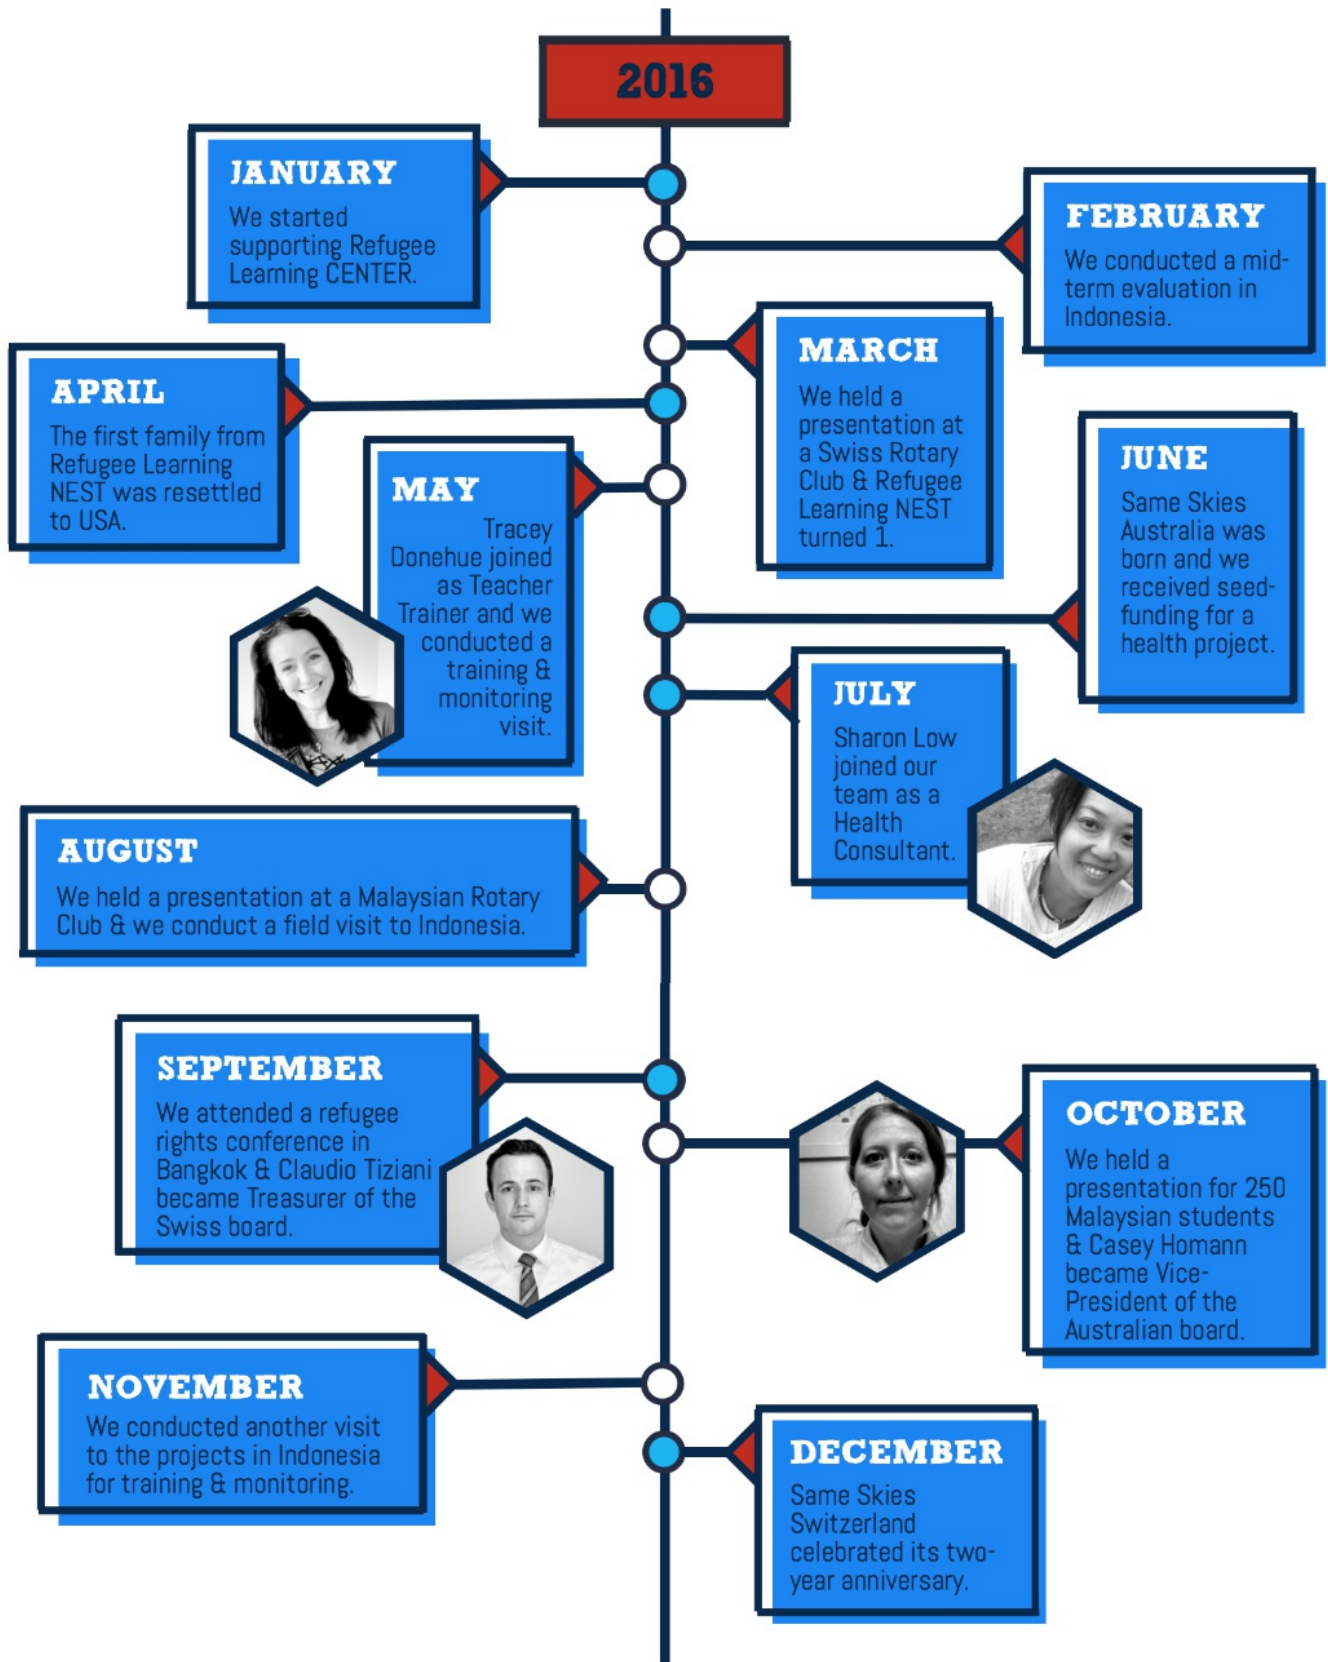 2016
JANUARY
We started
supporting Refugee
Learning CENTER.
FEBRUARY
We conducted a mid-
term evaluation in
Indonesia.
MARCH
We held a
presentation at
a Swiss Rotary
Club & Refugee
Learning NEST
turned 1.
APRIL
The first family from
Refugee Learning
NEST was resettled
to USA.
MAY
Tracey
Donehue joined
as Teacher
Trainer and we
conducted a
training &
monitoring
visit.
JUNE
Same Skies
Australia was
born and we
received seed-
funding for a
health project.
JULY
Sharon Low
joined our
team as a
Health
Consultant.
AUGUST
We held a presentation at a Malaysian Rotary
Club & we conduct a field visit to Indonesia.
SEPTEMBER
We attended a refugee
rights conference in
Bangkok & Claudio Tiziani
became Treasurer of the
Swiss board.
OCTOBER
We held a
presentation for 250
Malaysian students
& Casey Homann
became Vice-
President of the
Australian board.
NOVEMBER
We conducted another visit
to the projects in Indonesia
for training & monitoring.
DECEMBER
Same Skies
Switzerland
celebrated its two-
year anniversary.